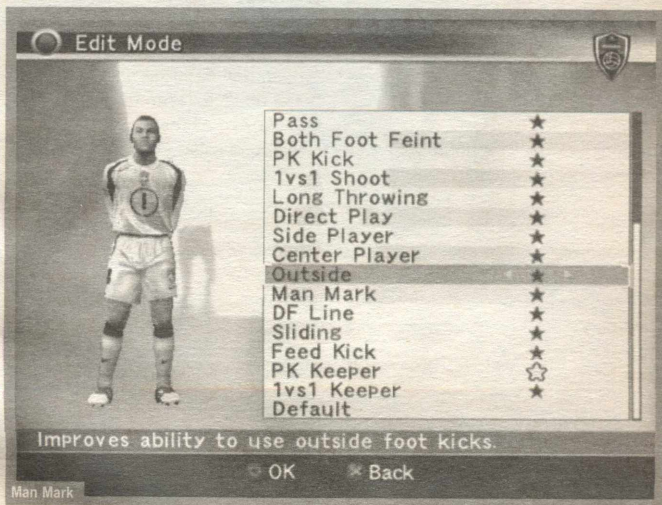 Edit Mode
Pass ★
Both Foot Feint ★
PK Kick ★
1vs1 Shoot ★
Long Throwing ★
Direct Play ★
Side Player ★
Center Player ★
Outside ★
Man Mark ★
DF Line ★
Sliding ★
Feed Kick ★
PK Keeper ☆
1vs1 Keeper ★
Default
Improves ability to use outside foot kicks.
OK Back
Man Mark